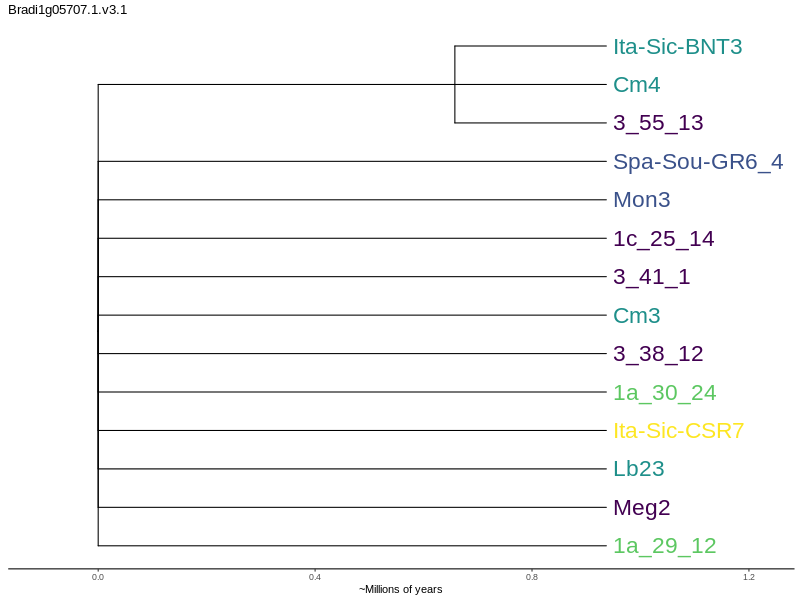 Bradi1g05707.1.v3.1
Ita-Sic-BNT3
Cm4
3_55_13
Spa-Sou-GR6_4
Mon3
1c_25_14
3_41_1
Cm3
3_38_12
1a_30_24
Ita-Sic-CSR7
Lb23
Meg2
1a_29_12
0.0 0.4 0.8 1.2
~Millions of years